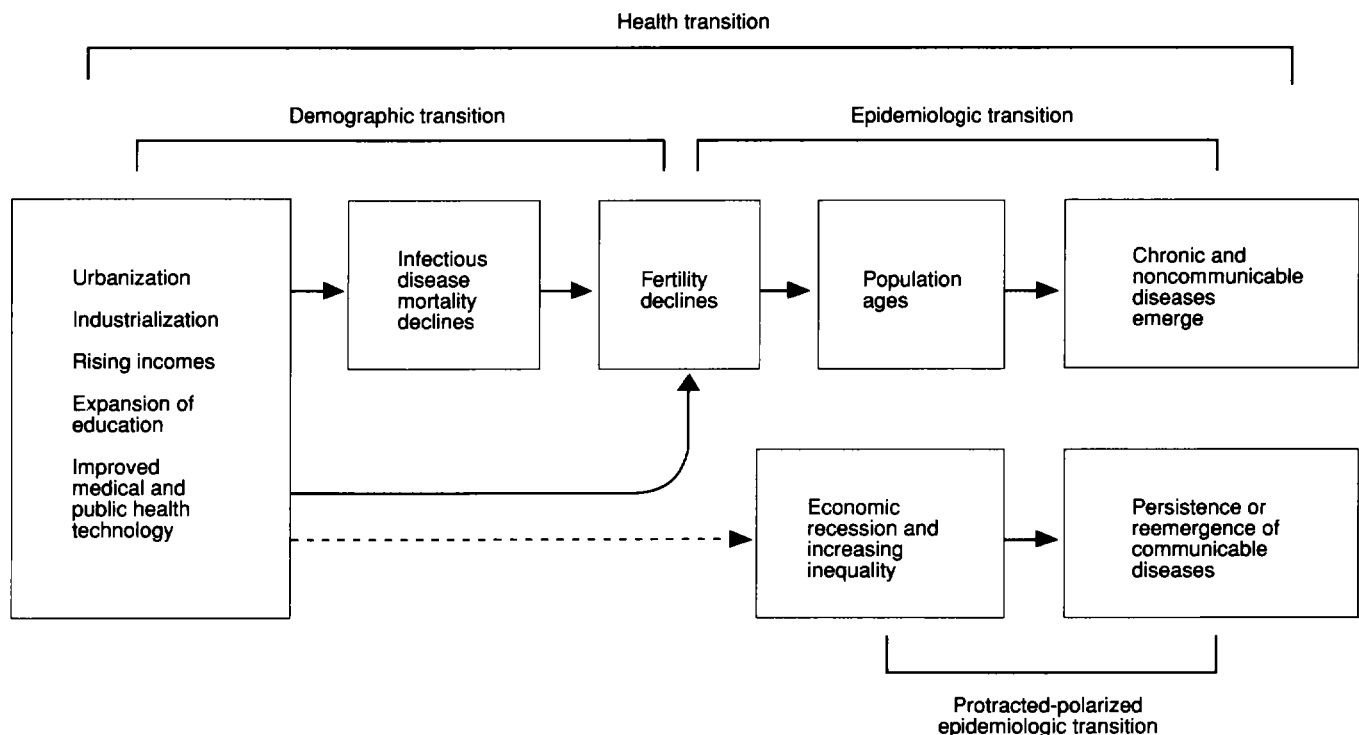 Health transition
Demographic transition
Epidemiologic transition
Urbanization
Industrialization
Rising incomes
Expansion of
education
Improved
medical and
public health
technology
Infectious
disease
mortality
declines
Fertility
declines
Population
ages
Chronic and
noncommunicable
diseases
emerge
Economic
recession and
increasing
inequality
Persistence or
reemergence of
communicable
diseases
Protracted-polarized
epidemiologic transition